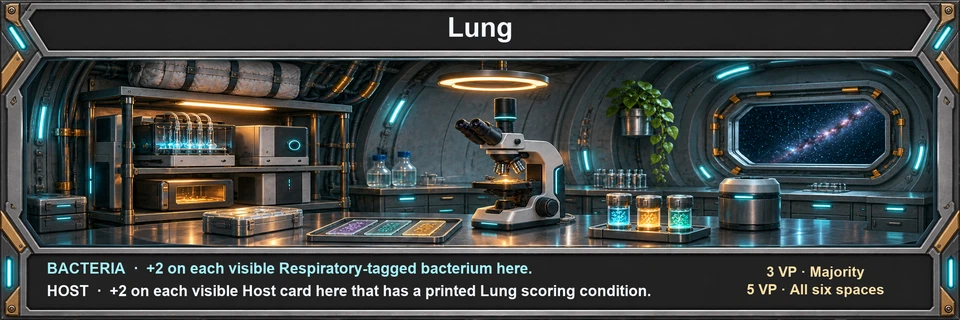 Lung
BACTERIA · +2 on each visible Respiratory-tagged bacterium here.
HOST · +2 on each visible Host card here that has a printed Lung scoring condition.
3 VP · Majority
5 VP · All six spaces